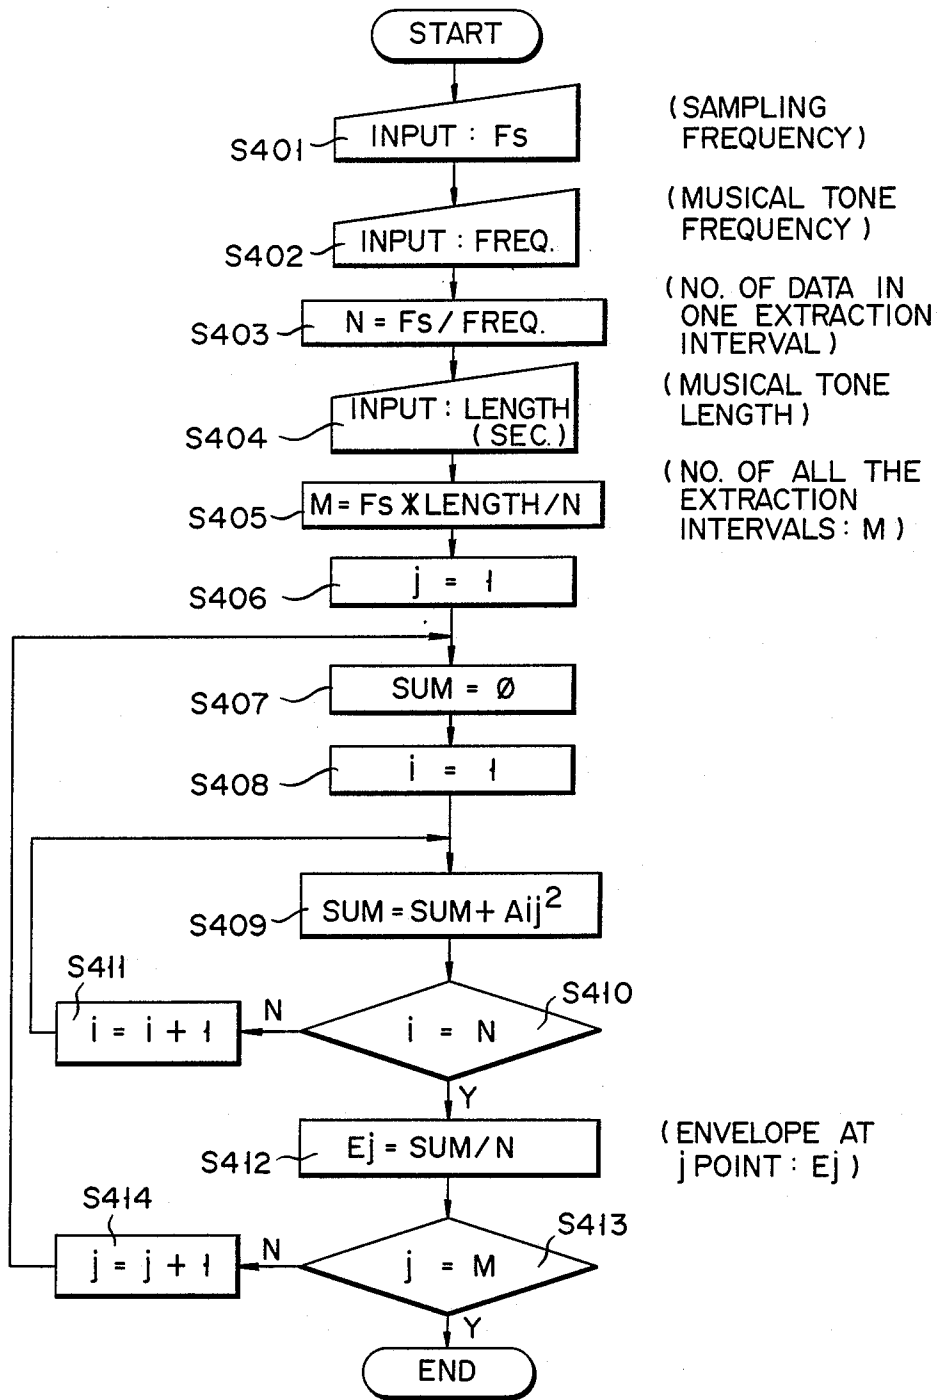 START
S401
INPUT : Fs
(SAMPLING
FREQUENCY)
S402
INPUT : FREQ.
(MUSICAL TONE
FREQUENCY)
S403
N = Fs / FREQ.
(NO. OF DATA IN
ONE EXTRACTION
INTERVAL)
S404
INPUT : LENGTH
(SEC.)
(MUSICAL TONE
LENGTH)
S405
M = Fs * LENGTH / N
(NO. OF ALL THE
EXTRACTION
INTERVALS : M)
S406
j = 1
S407
SUM = Ø
S408
i = 1
S409
SUM = SUM + Aij²
S411
i = i + 1
N
S410
i = N
Y
S412
Ej = SUM / N
(ENVELOPE AT
j POINT : Ej)
S414
j = j + 1
N
S413
j = M
Y
END